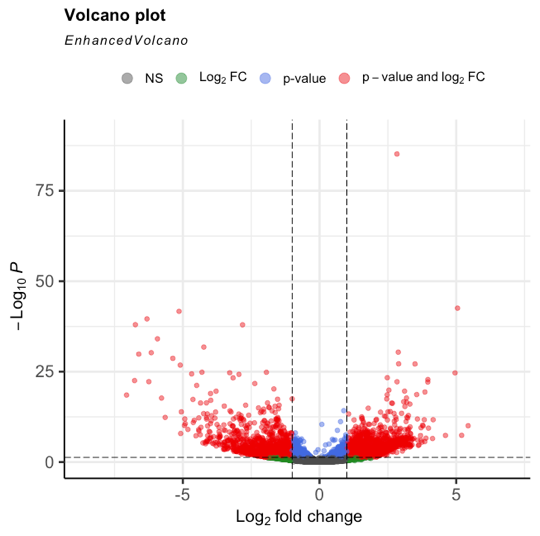 Volcano plot
EnhancedVolcano
NS Log2 FC p-value p − value and log2 FC
− Log10 P
75
50
25
0
-5 0 5
Log2 fold change